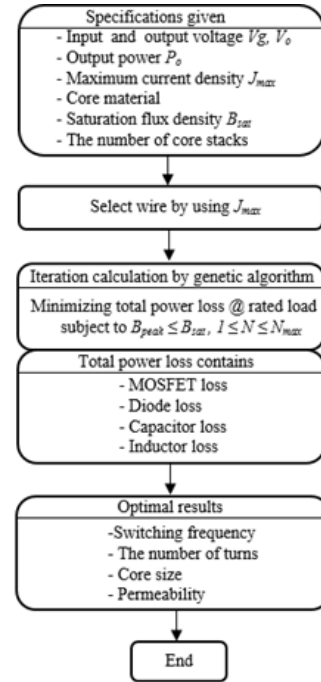 Specifications given
- Input and output voltage Vg, Vo
- Output power Po
- Maximum current density Jmax
- Core material
- Saturation flux density Bsat
- The number of core stacks
Select wire by using Jmax
Iteration calculation by genetic algorithm
Minimizing total power loss @ rated load
subject to Bpeak ≤ Bsat, 1 ≤ N ≤ Nmax
Total power loss contains
- MOSFET loss
- Diode loss
- Capacitor loss
- Inductor loss
Optimal results
-Switching frequency
- The number of turns
- Core size
- Permeability
End